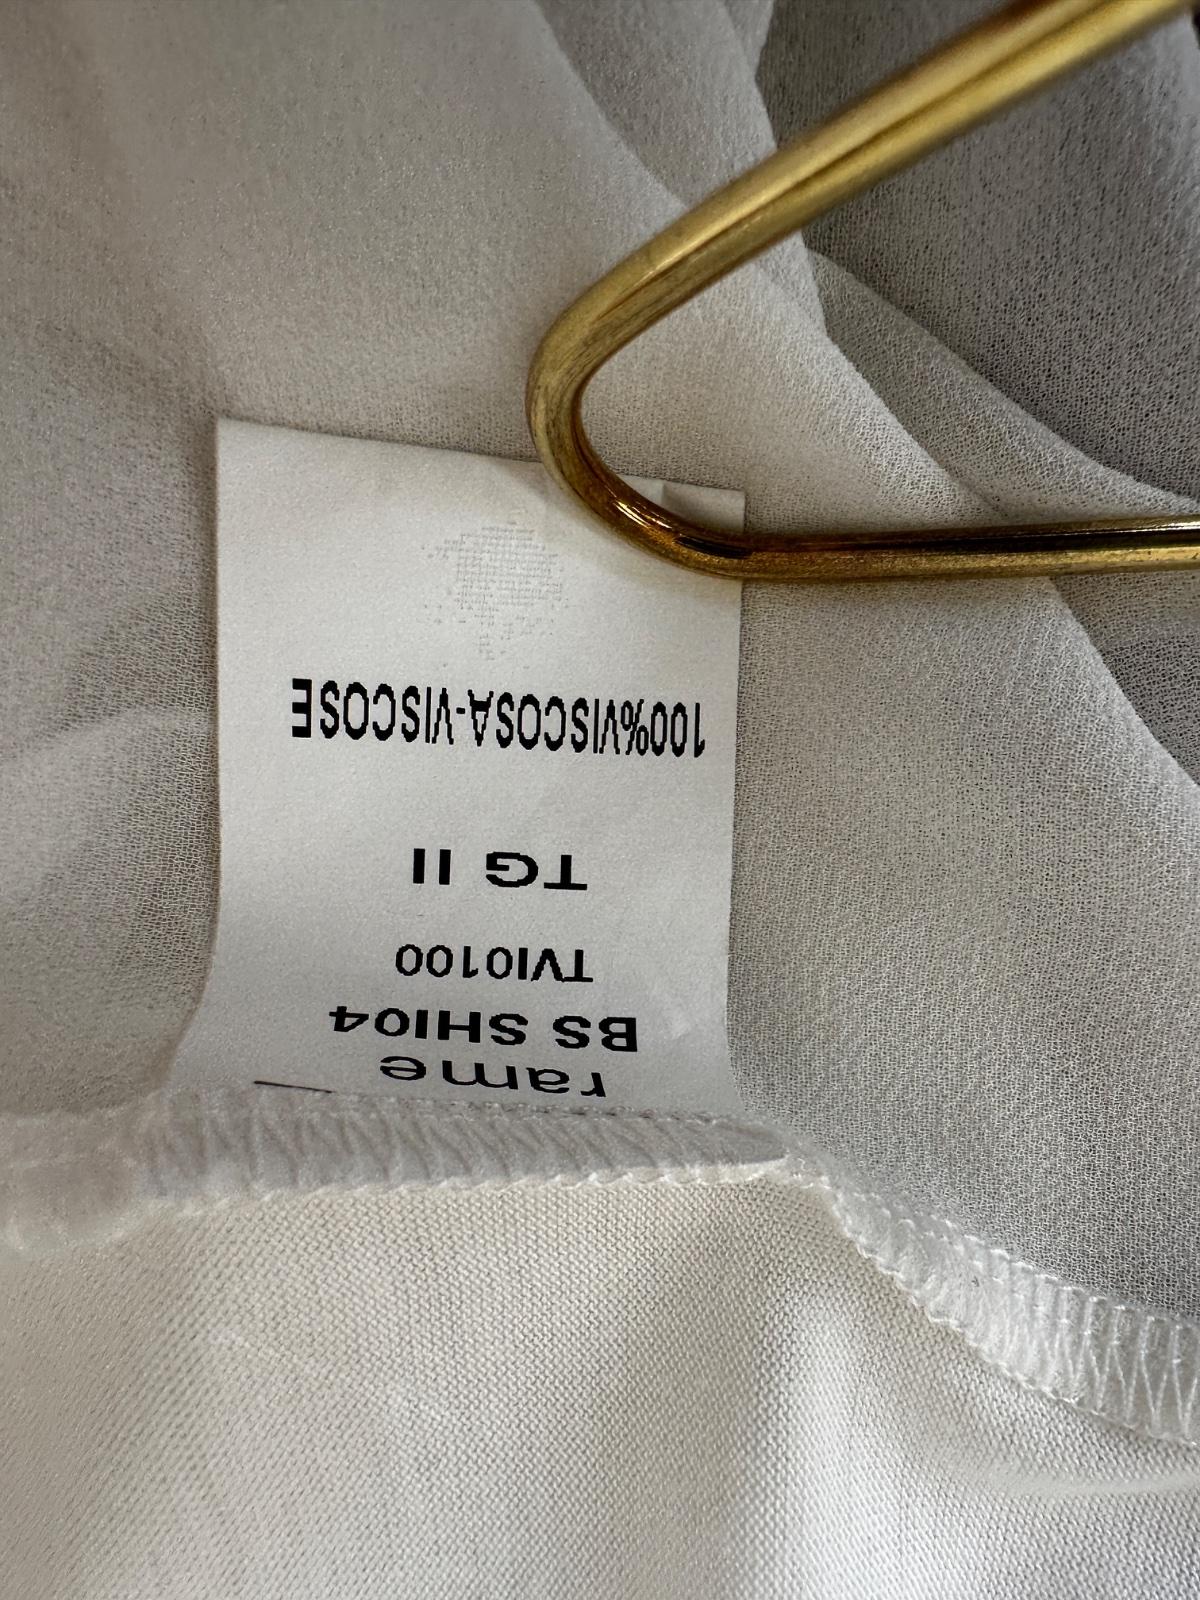 rame
BS SHI04
TVI0100
TG II
100%VISCOSA-VISCOSE